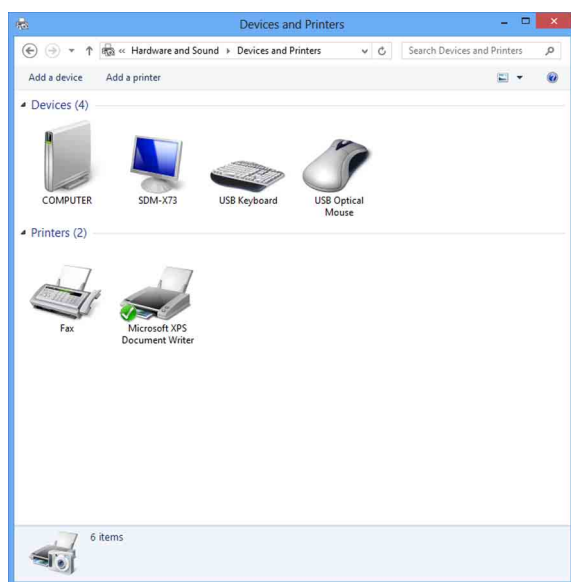 Devices and Printers
« Hardware and Sound Devices and Printers Search Devices and Printers
Add a device Add a printer
Devices (4)
COMPUTER SDM-X73 USB Keyboard USB Optical
Mouse
Printers (2)
Fax Microsoft XPS
Document Writer
6 items